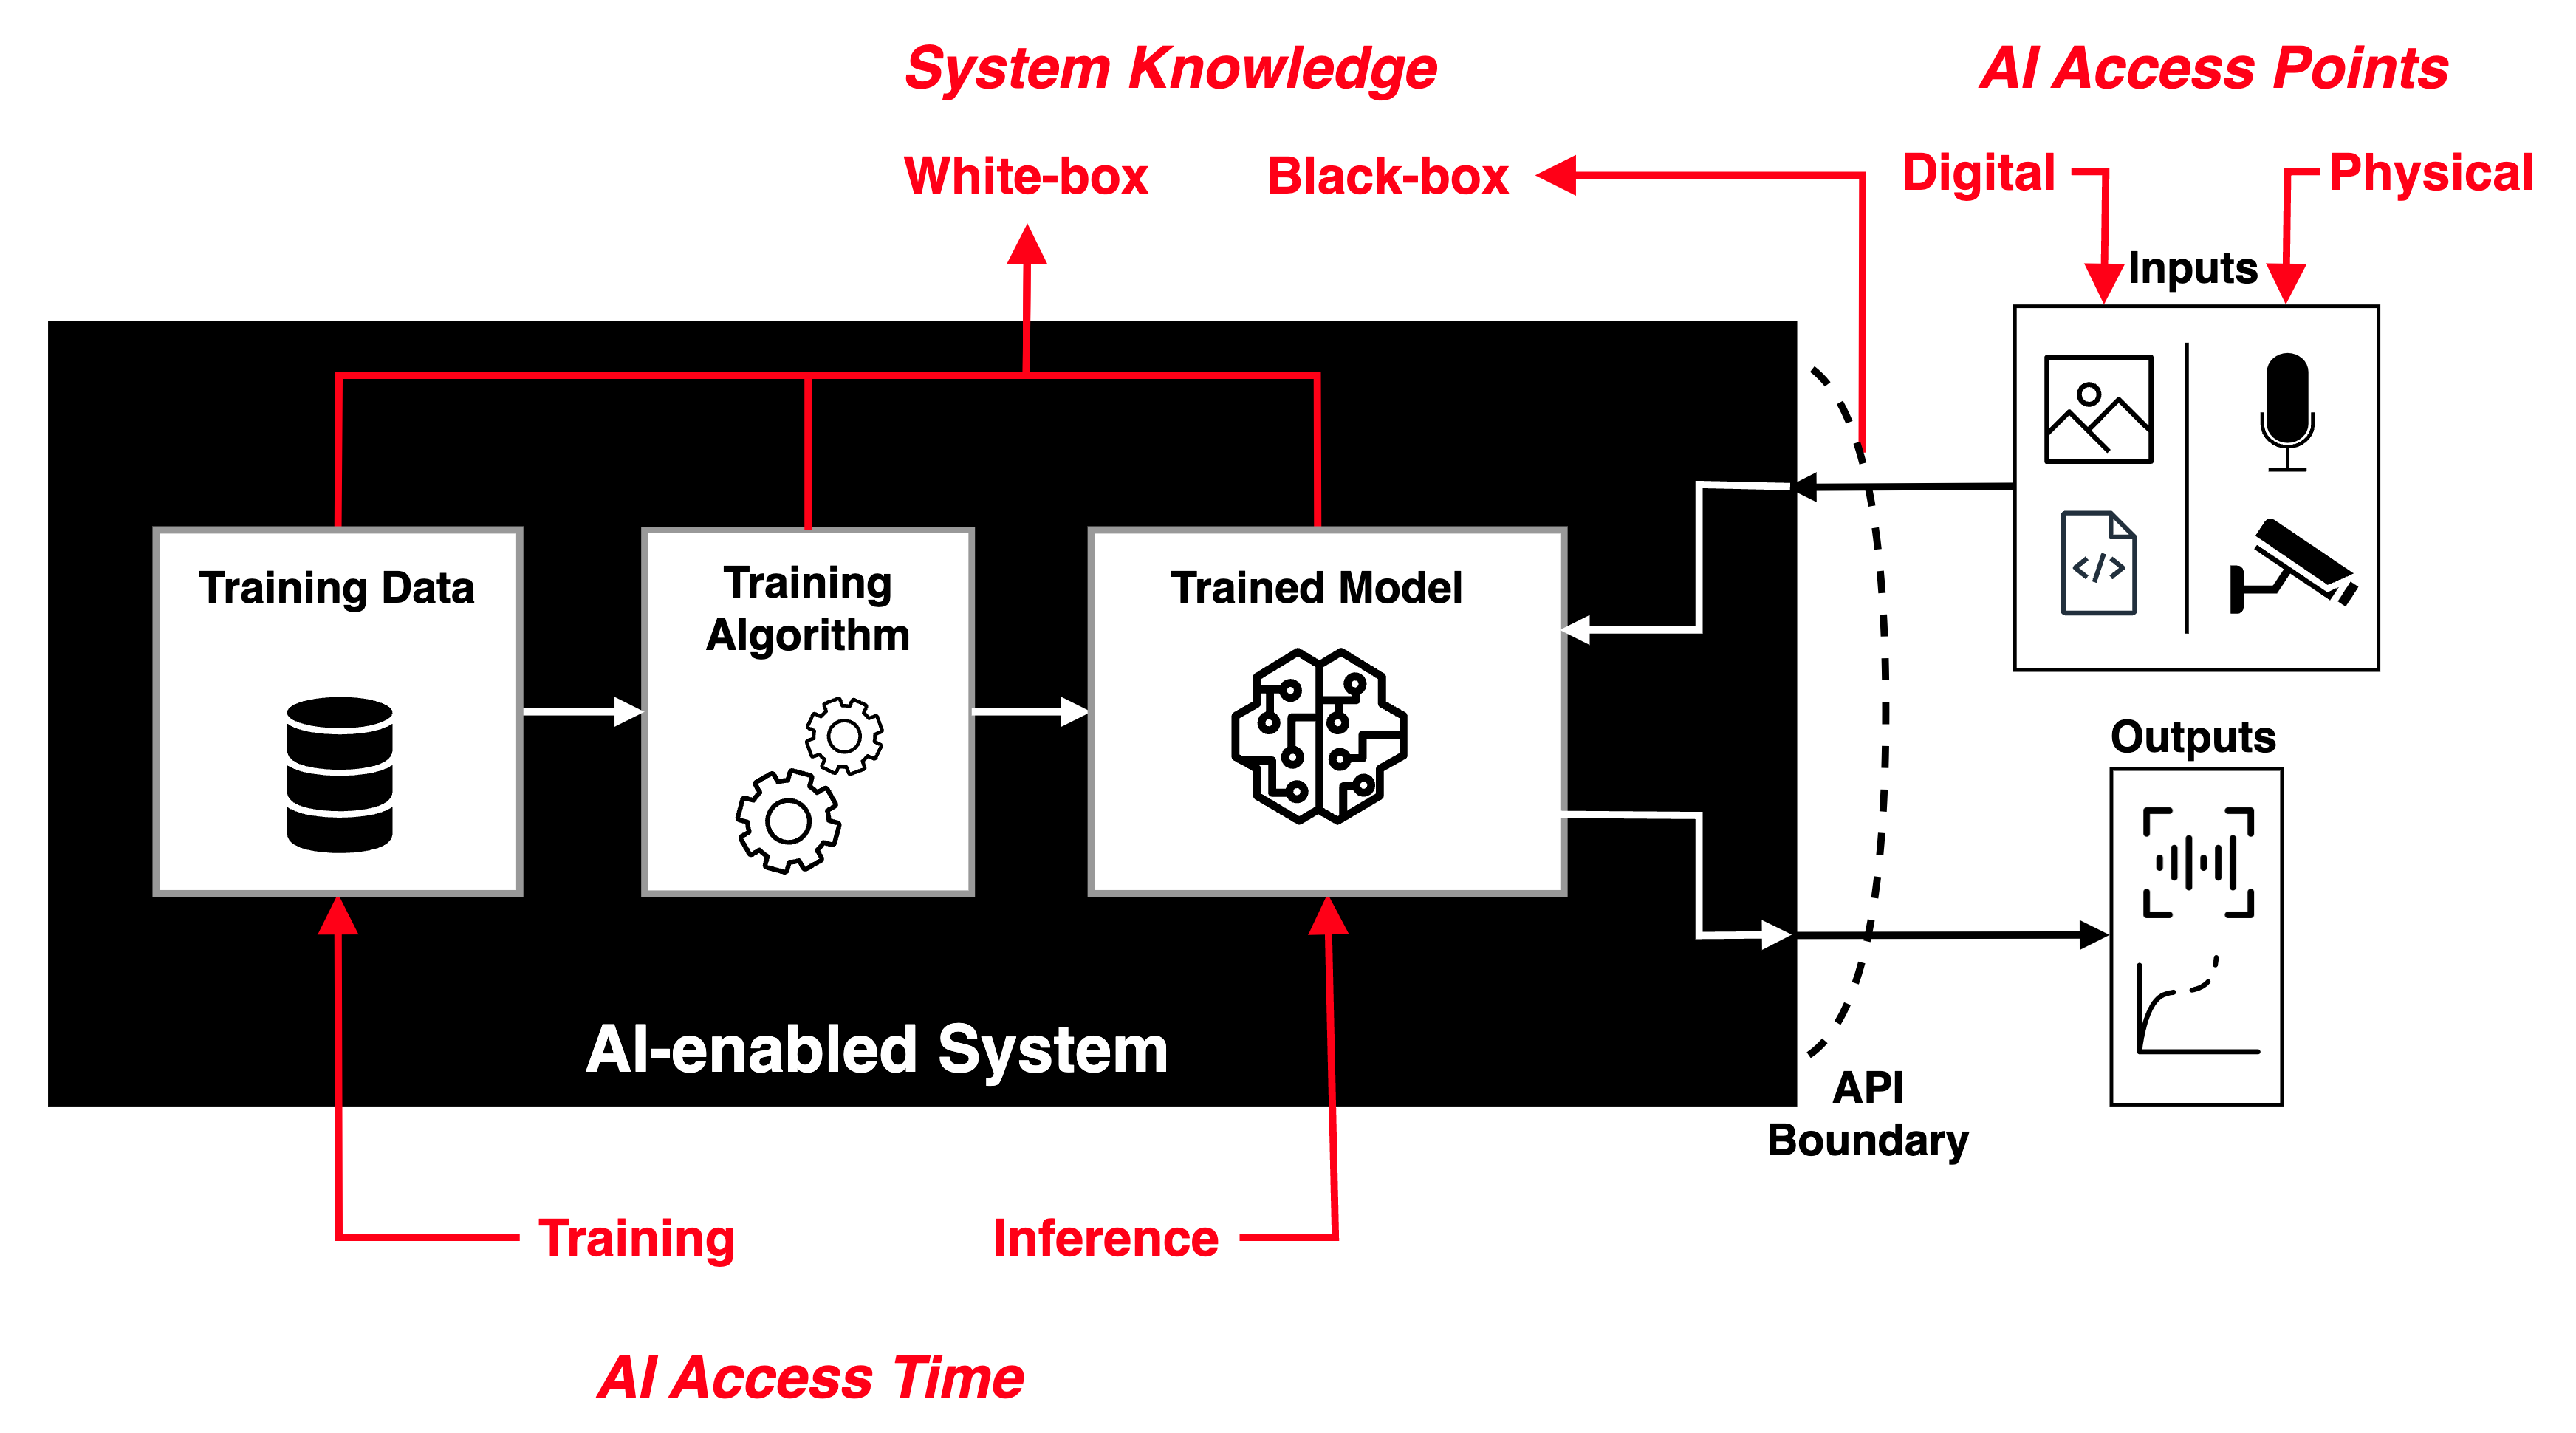 System Knowledge
AI Access Points
White-box
Black-box
Digital
Physical
Inputs
Training Data
Training
Algorithm
Trained Model
</>
Outputs
AI-enabled System
API
Boundary
Training
Inference
AI Access Time